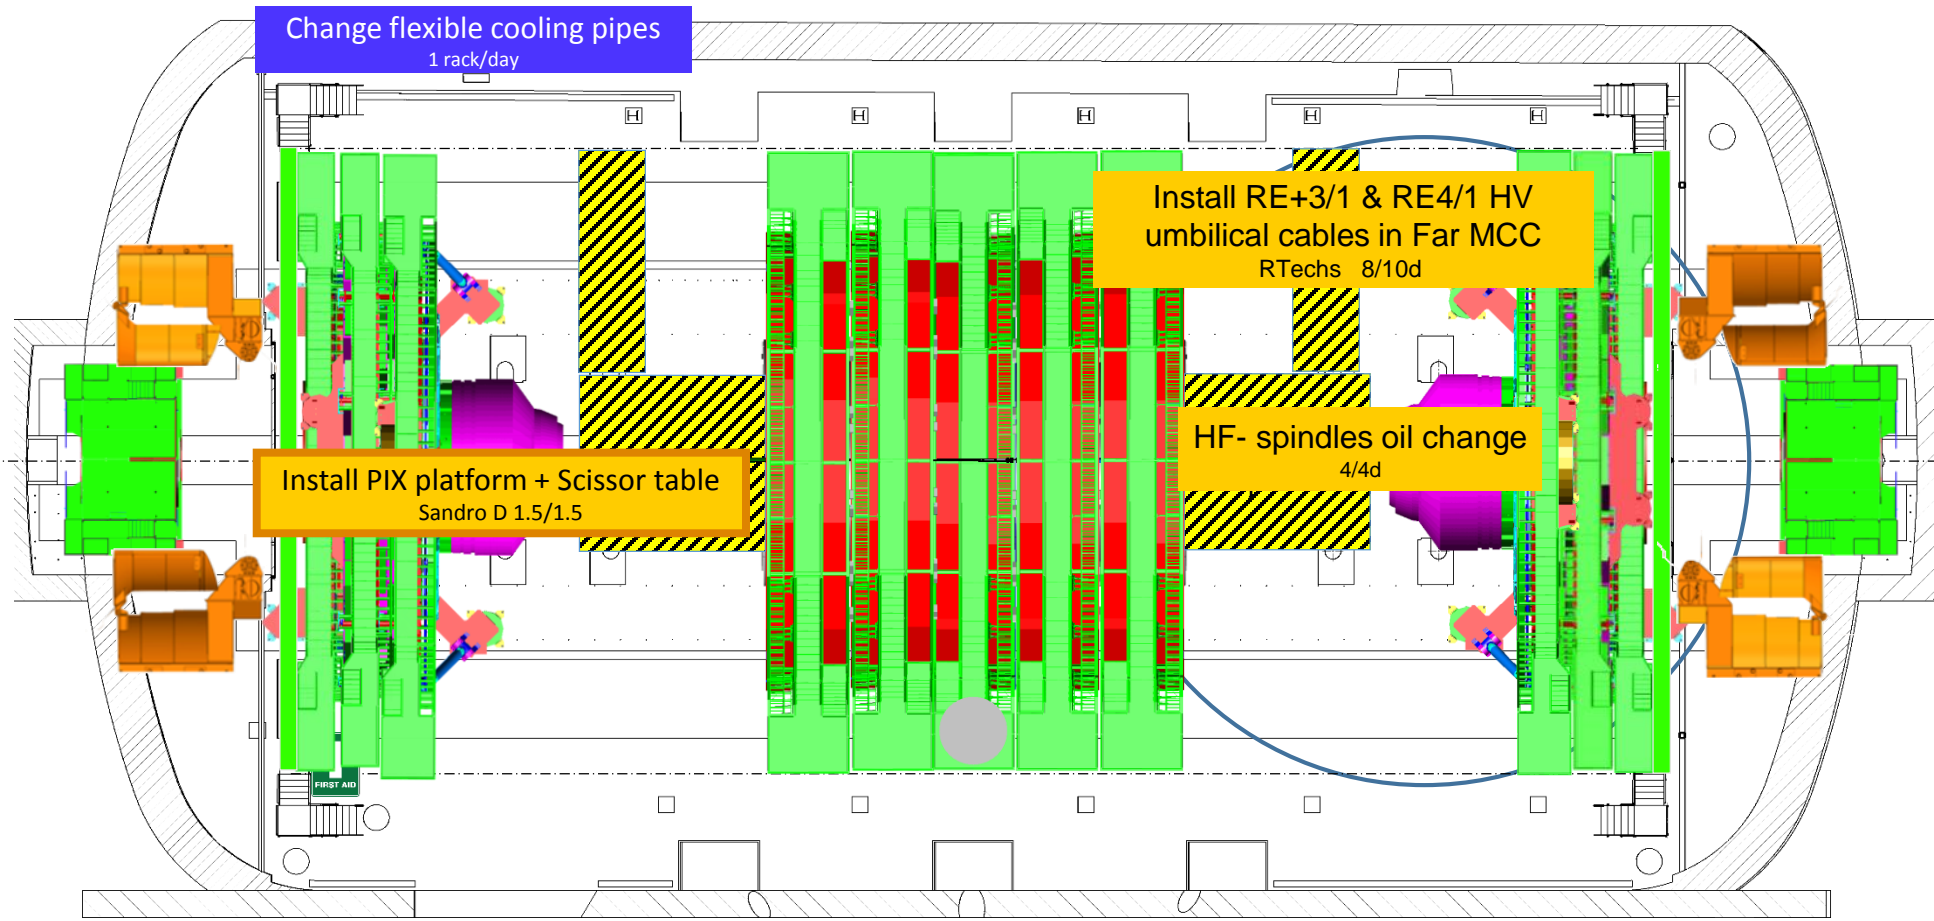 Change flexible cooling pipes
1 rack/day
H H H H H
Install RE+3/1 & RE4/1 HV
umbilical cables in Far MCC
RTechs 8/10d
HF- spindles oil change
4/4d
Install PIX platform + Scissor table
Sandro D 1.5/1.5
FIRST AID